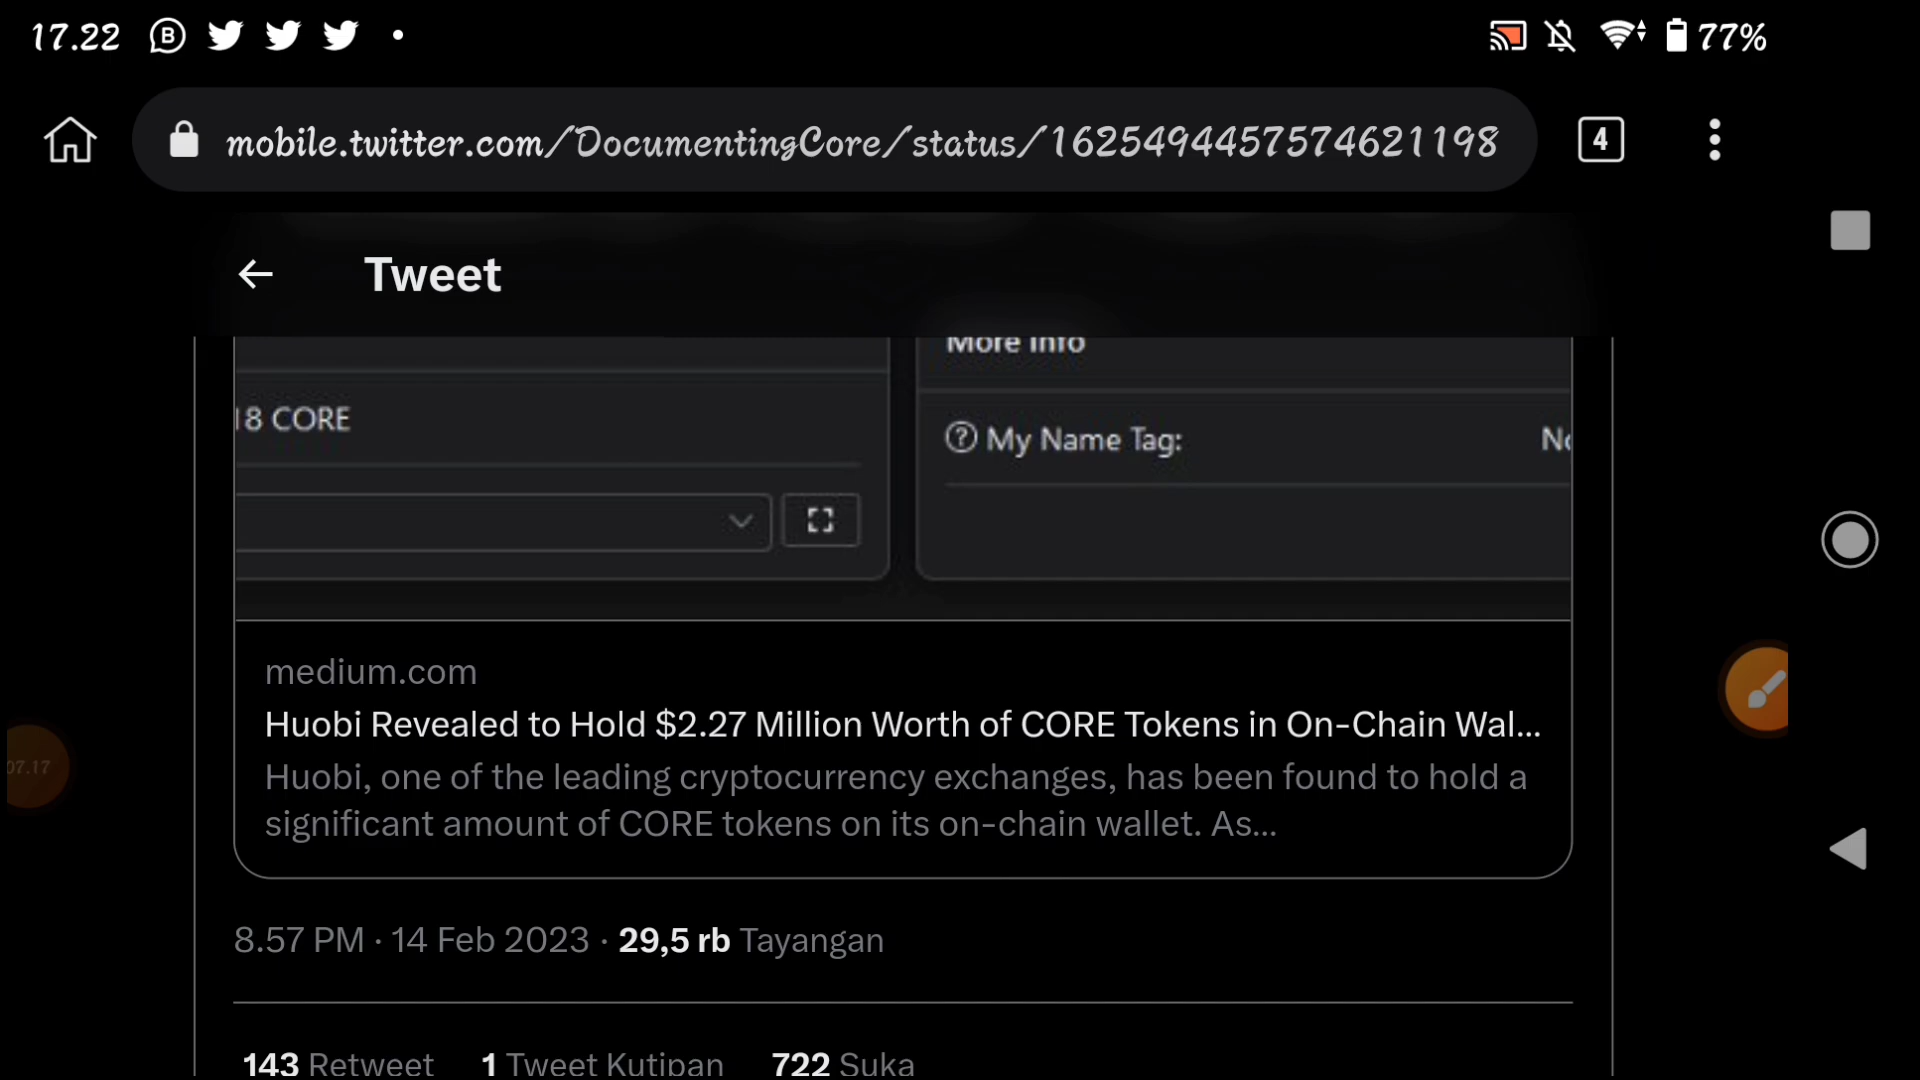 17.22
77%
mobile.twitter.com/DocumentingCore/status/1625494457574621198
4
Tweet
More Info
18 CORE
My Name Tag:
medium.com
Huobi Revealed to Hold $2.27 Million Worth of CORE Tokens in On-Chain Wal...
Huobi, one of the leading cryptocurrency exchanges, has been found to hold a
significant amount of CORE tokens on its on-chain wallet. As...
07.17
8.57 PM · 14 Feb 2023 · 29,5 rb Tayangan
143 Retweet 1 Tweet Kutipan 722 Suka